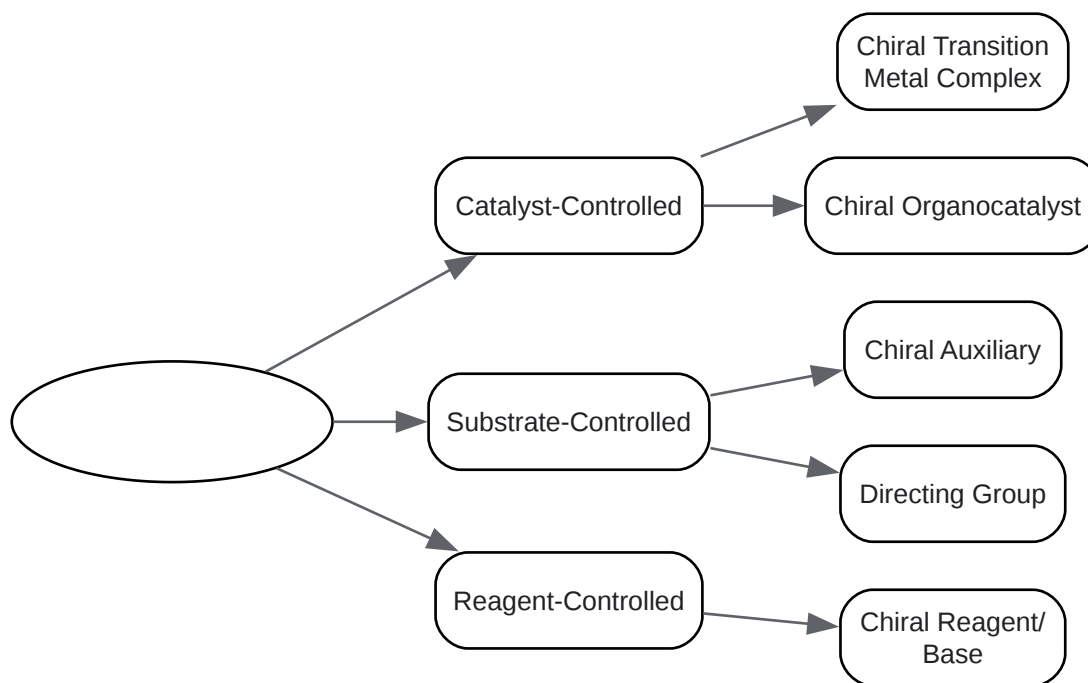 Chiral Transition
Metal Complex
Catalyst-Controlled
Chiral Organocatalyst
Chiral Auxiliary
Substrate-Controlled
Directing Group
Reagent-Controlled
Chiral Reagent/
Base